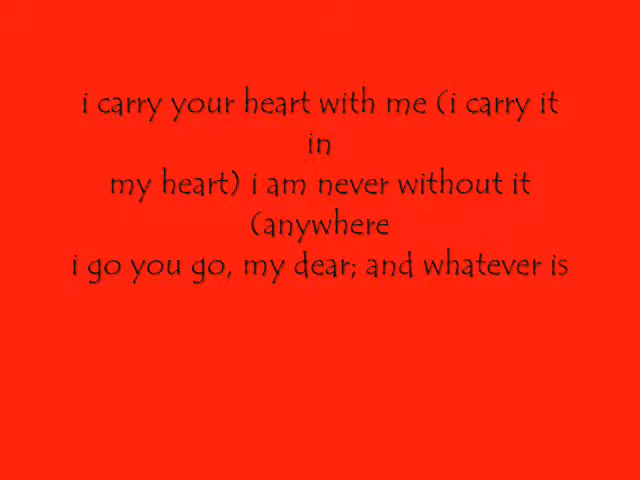 i carry your heart with me (i carry it
in
my heart) i am never without it
(anywhere
i go you go, my dear; and whatever is